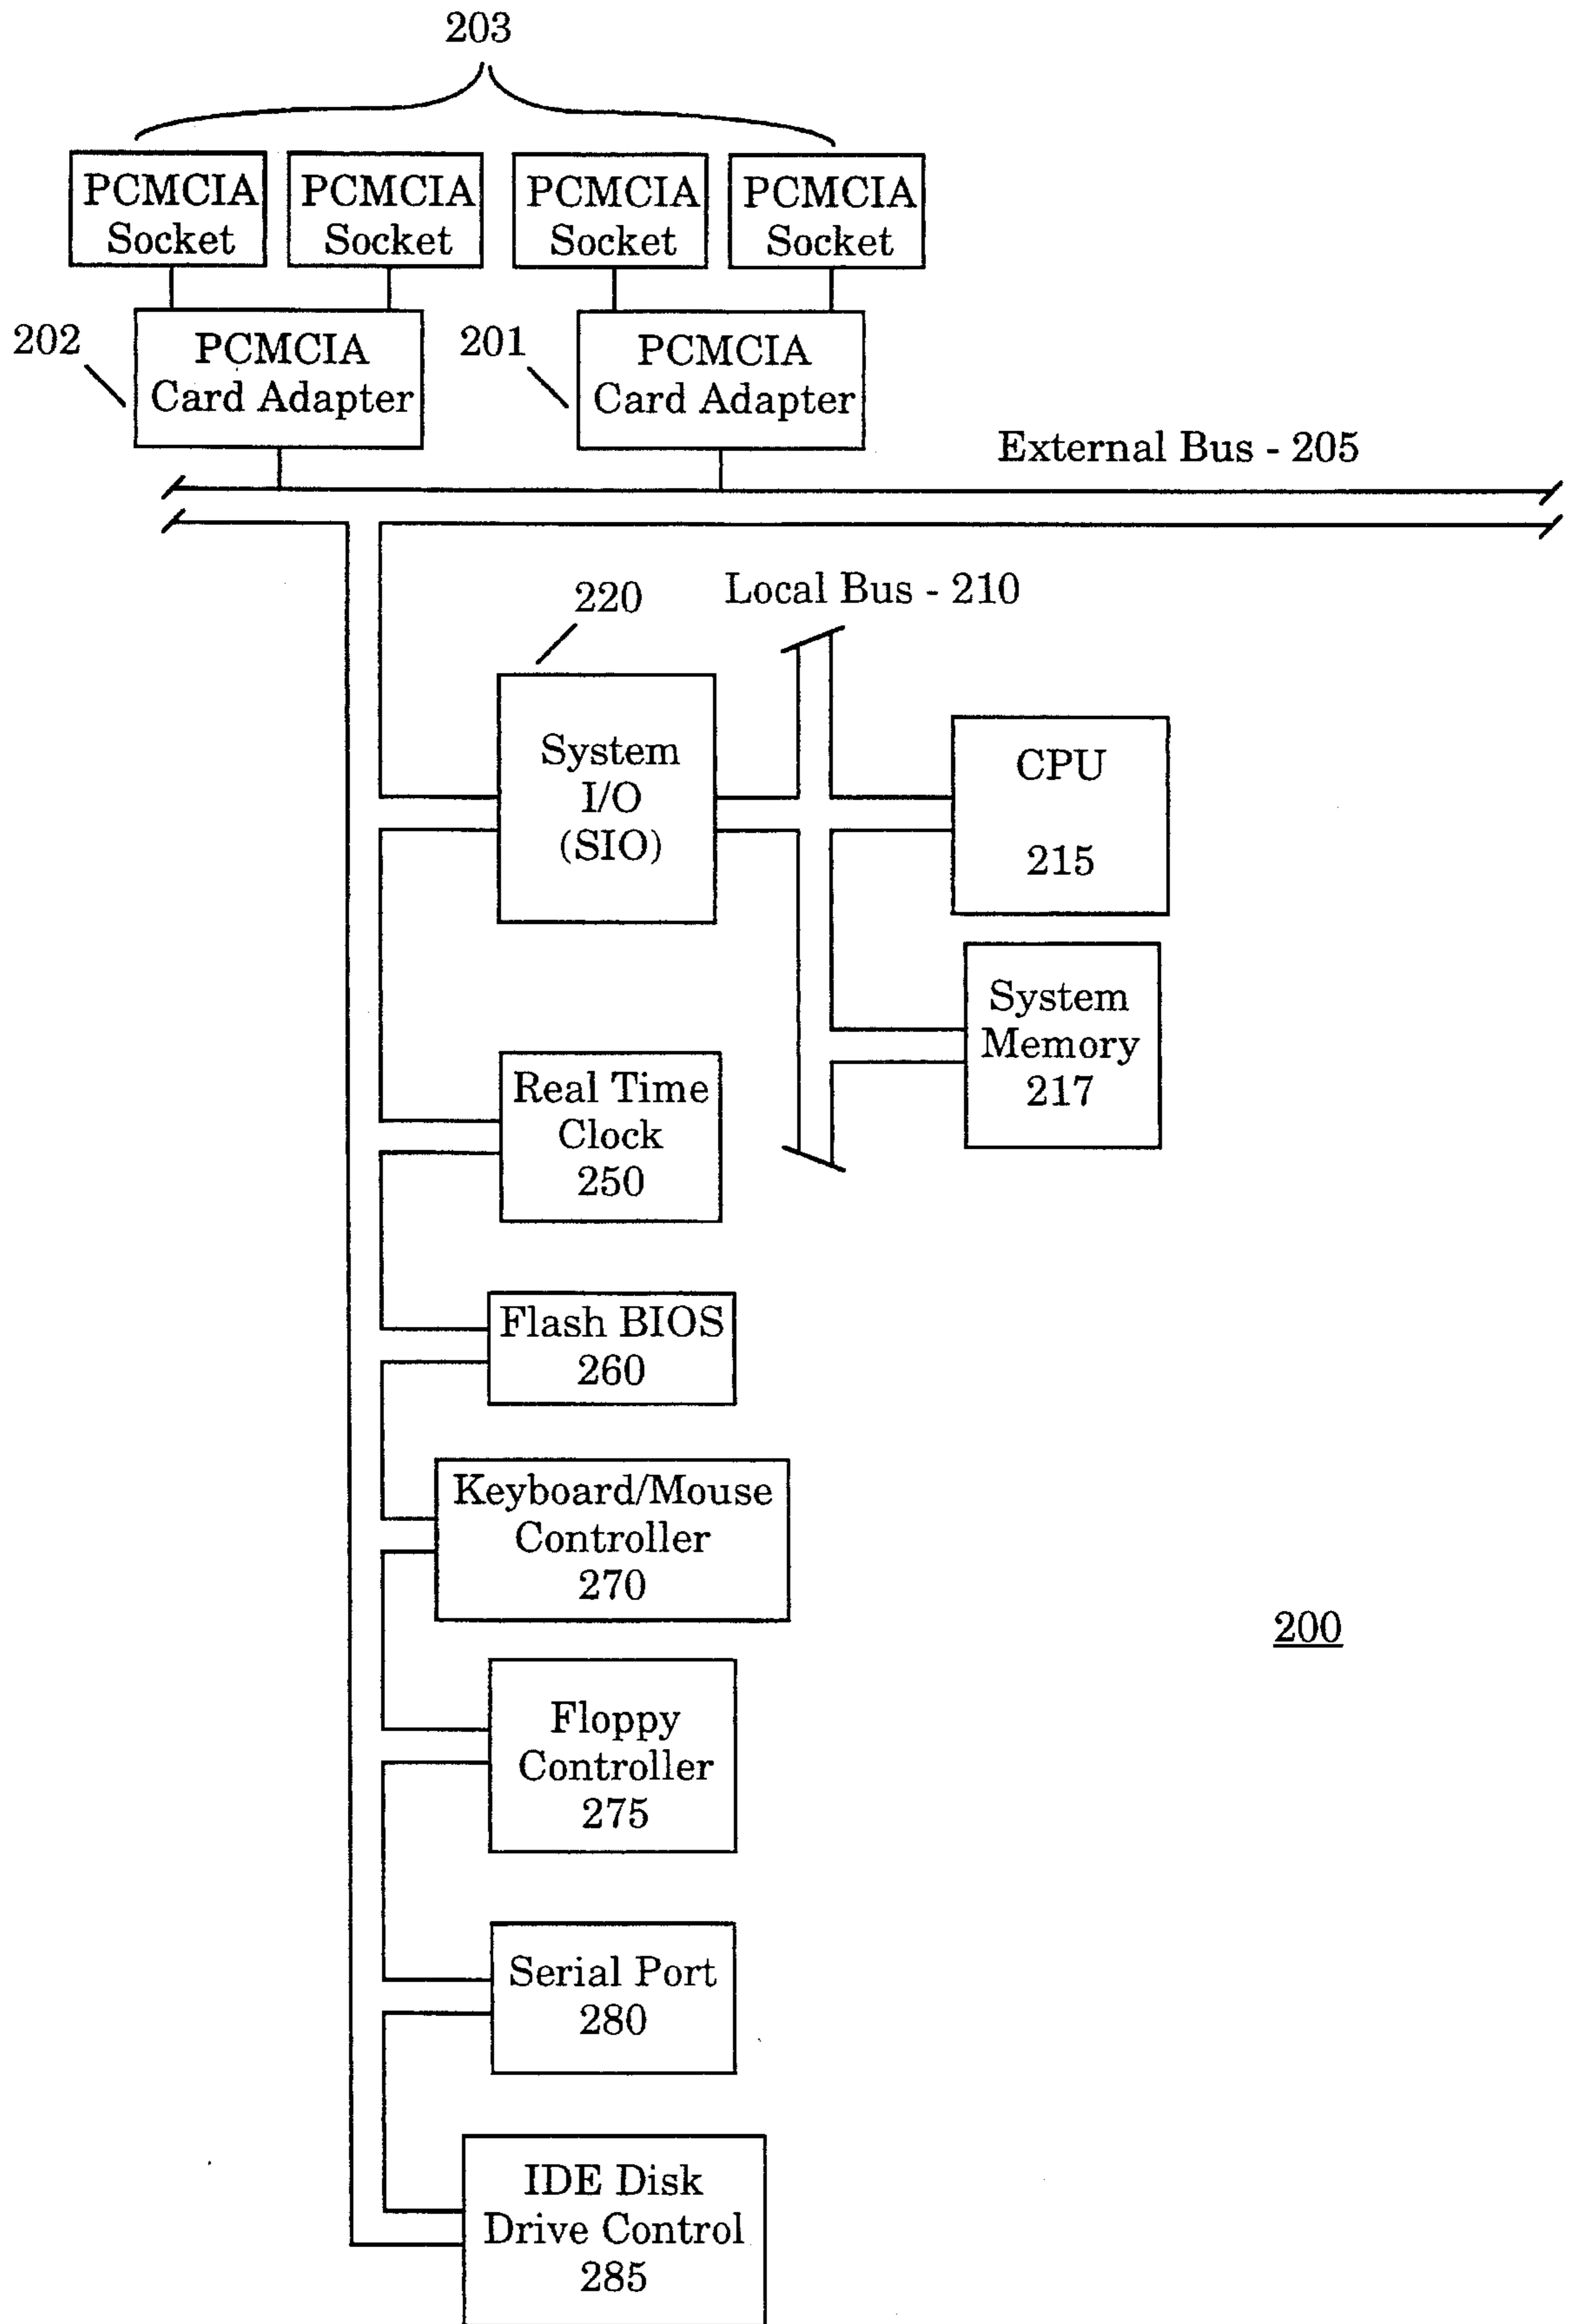 203
PCMCIA
Socket
PCMCIA
Socket
PCMCIA
Socket
PCMCIA
Socket
202
PCMCIA
Card Adapter
201
PCMCIA
Card Adapter
External Bus - 205
Local Bus - 210
220
System
I/O
(SIO)
CPU
215
System
Memory
217
Real Time
Clock
250
Flash BIOS
260
Keyboard/Mouse
Controller
270
200
Floppy
Controller
275
Serial Port
280
IDE Disk
Drive Control
285